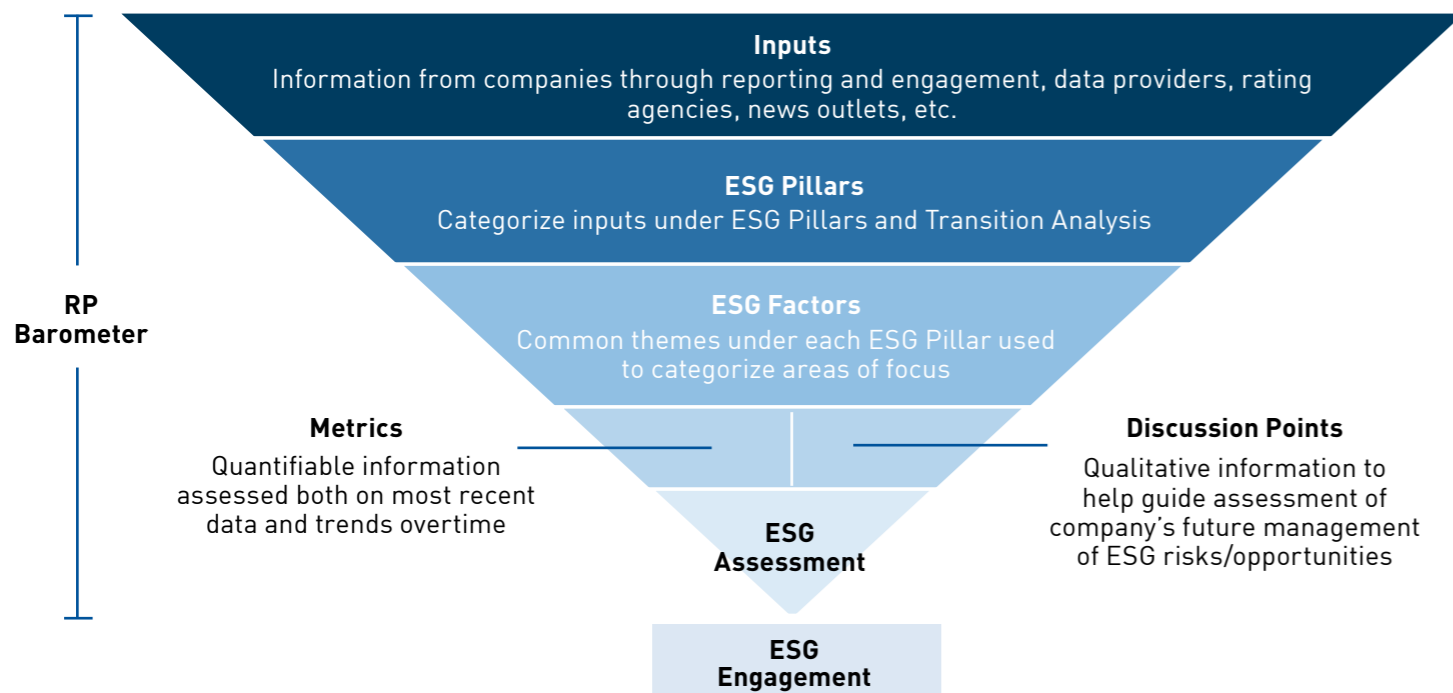 Inputs
Information from companies through reporting and engagement, data providers, rating
agencies, news outlets, etc.
ESG Pillars
Categorize inputs under ESG Pillars and Transition Analysis
RP
Barometer
ESG Factors
Common themes under each ESG Pillar used
to categorize areas of focus
Metrics
Quantifiable information
assessed both on most recent
data and trends overtime
Discussion Points
Qualitative information to
help guide assessment of
company’s future management
of ESG risks/opportunities
ESG
Assessment
ESG
Engagement